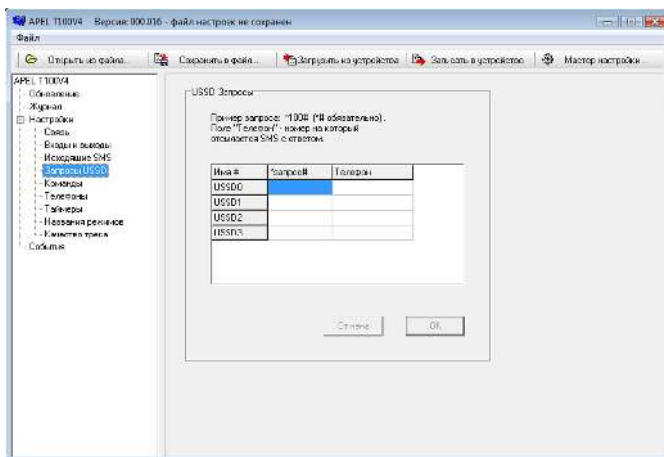 APEL T100V4 Версия: 000.016 - файл настроек не сохранен
Файл
Открыть из файла... Сохранить в файл... Загрузить из устройства Записать в устройство Мастер настройки...
APEL T100V4
Обновление
Журнал
Настройки
Связь
Входы и выходы
Исходящие SMS
Запросы USSD
Команды
Телефоны
Таймеры
Названия режимов
Качество трека
События
USSD Запросы
Пример запроса: *100# (*# обязательно).
Поле "Телефон" - номер на который
отсылается SMS с ответом.
Имя # *запрос# Телефон
USSD0
USSD1
USSD2
USSD3
Отмена OK